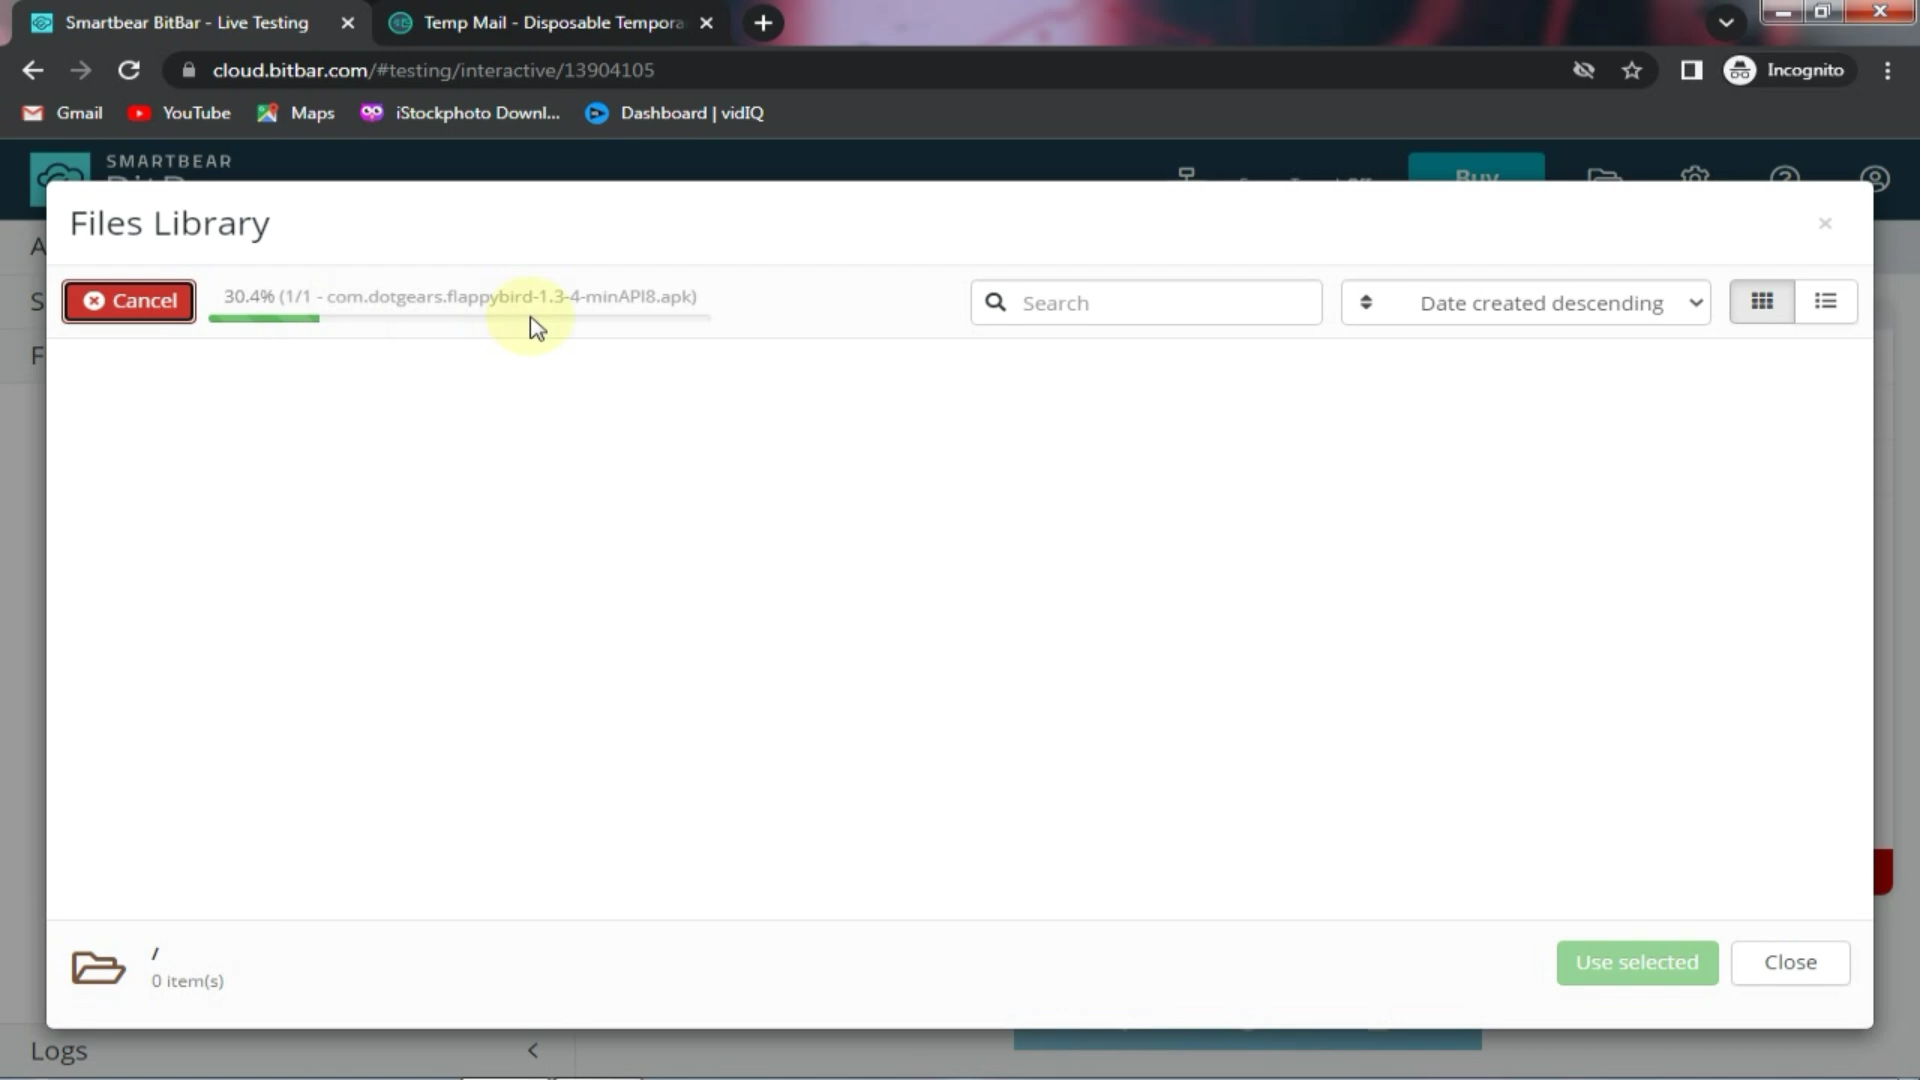 Smartbear BitBar - Live Testing
Temp Mail - Disposable Tempora
cloud.bitbar.com/#testing/interactive/13904105
Incognito
Gmail
YouTube
Maps
iStockphoto Downl...
Dashboard | vidIQ
SMARTBEAR
Buy
Files Library
Cancel
30.4% (1/1 - com.dotgears.flappybird-1.3-4-minAPI8.apk)
Search
Date created descending
A
S
F
/
0 item(s)
Use selected
Close
Logs